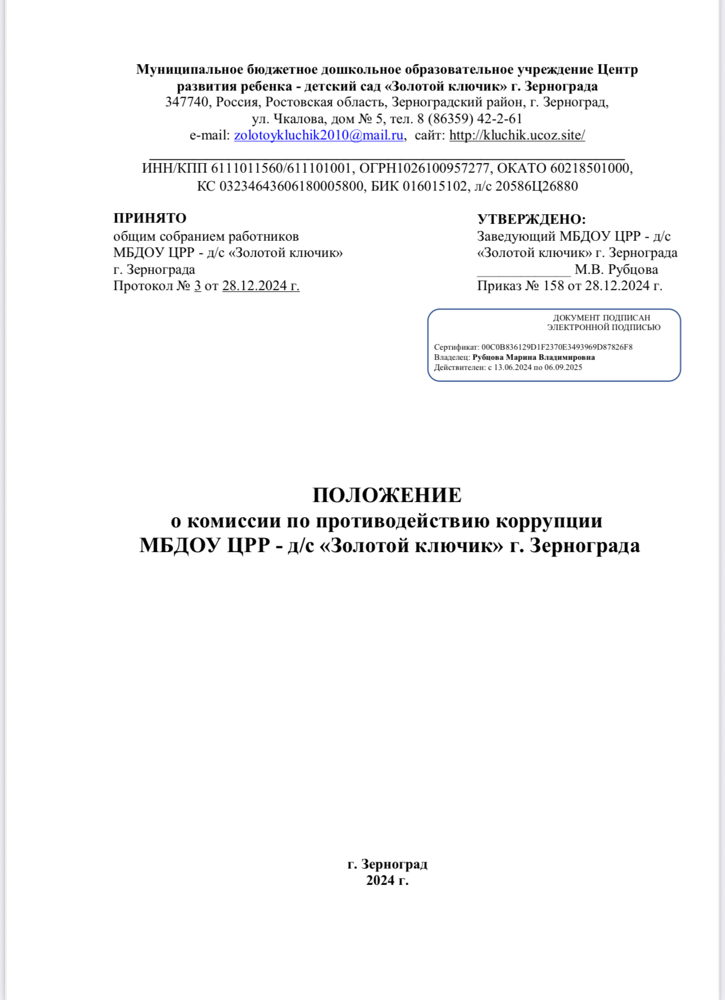 Муниципальное бюджетное дошкольное образовательное учреждение Центр
развития ребенка - детский сад «Золотой ключик» г. Зернограда
347740, Россия, Ростовская область, Зерноградский район, г. Зерноград,
ул. Чкалова, дом № 5, тел. 8 (86359) 42-2-61
e-mail: zolotoykluchik2010@mail.ru, сайт: http://kluchik.ucoz.site/
ИНН/КПП 6111011560/611101001, ОГРН1026100957277, ОКАТО 60218501000,
КС 03234643606180005800, БИК 016015102, л/с 20586Ц26880
ПРИНЯТО
общим собранием работников
МБДОУ ЦРР - д/с «Золотой ключик»
г. Зернограда
Протокол № 3 от 28.12.2024 г.
УТВЕРЖДЕНО:
Заведующий МБДОУ ЦРР - д/с
«Золотой ключик» г. Зернограда
_____________ М.В. Рубцова
Приказ № 158 от 28.12.2024 г.
ДОКУМЕНТ ПОДПИСАН
ЭЛЕКТРОННОЙ ПОДПИСЬЮ
Сертификат: 00C0B836129D1F2370E3493969D87826F8
Владелец: Рубцова Марина Владимировна
Действителен: с 13.06.2024 по 06.09.2025
ПОЛОЖЕНИЕ
о комиссии по противодействию коррупции
МБДОУ ЦРР - д/с «Золотой ключик» г. Зернограда
г. Зерноград
2024 г.